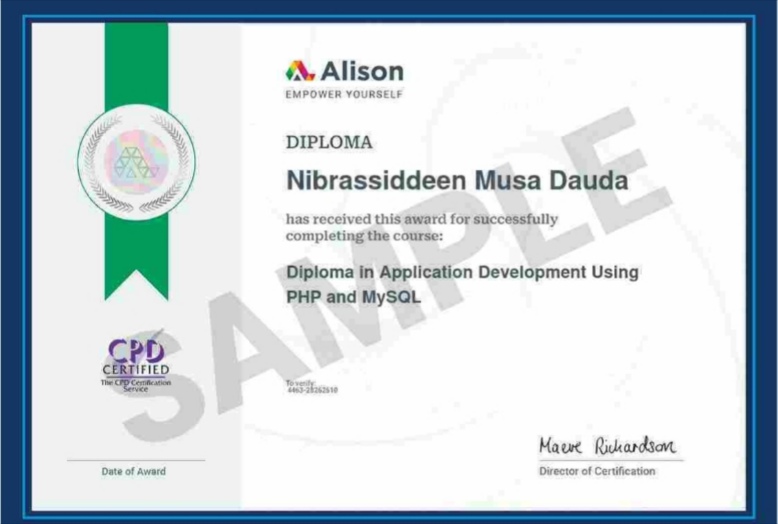 Alison
EMPOWER YOURSELF
DIPLOMA
Nibrassiddeen Musa Dauda
has received this award for successfully
completing the course:
Diploma in Application Development Using
PHP and MySQL
SAMPLE
CPD
CERTIFIED
The CPD Certification
Service
To verify:
4463-28262610
Maeve Richardson
Date of Award
Director of Certification